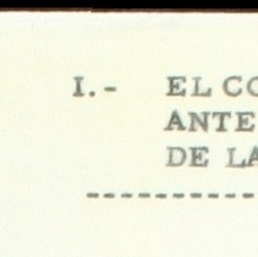 I.- EL CO
ANTE
DE LA